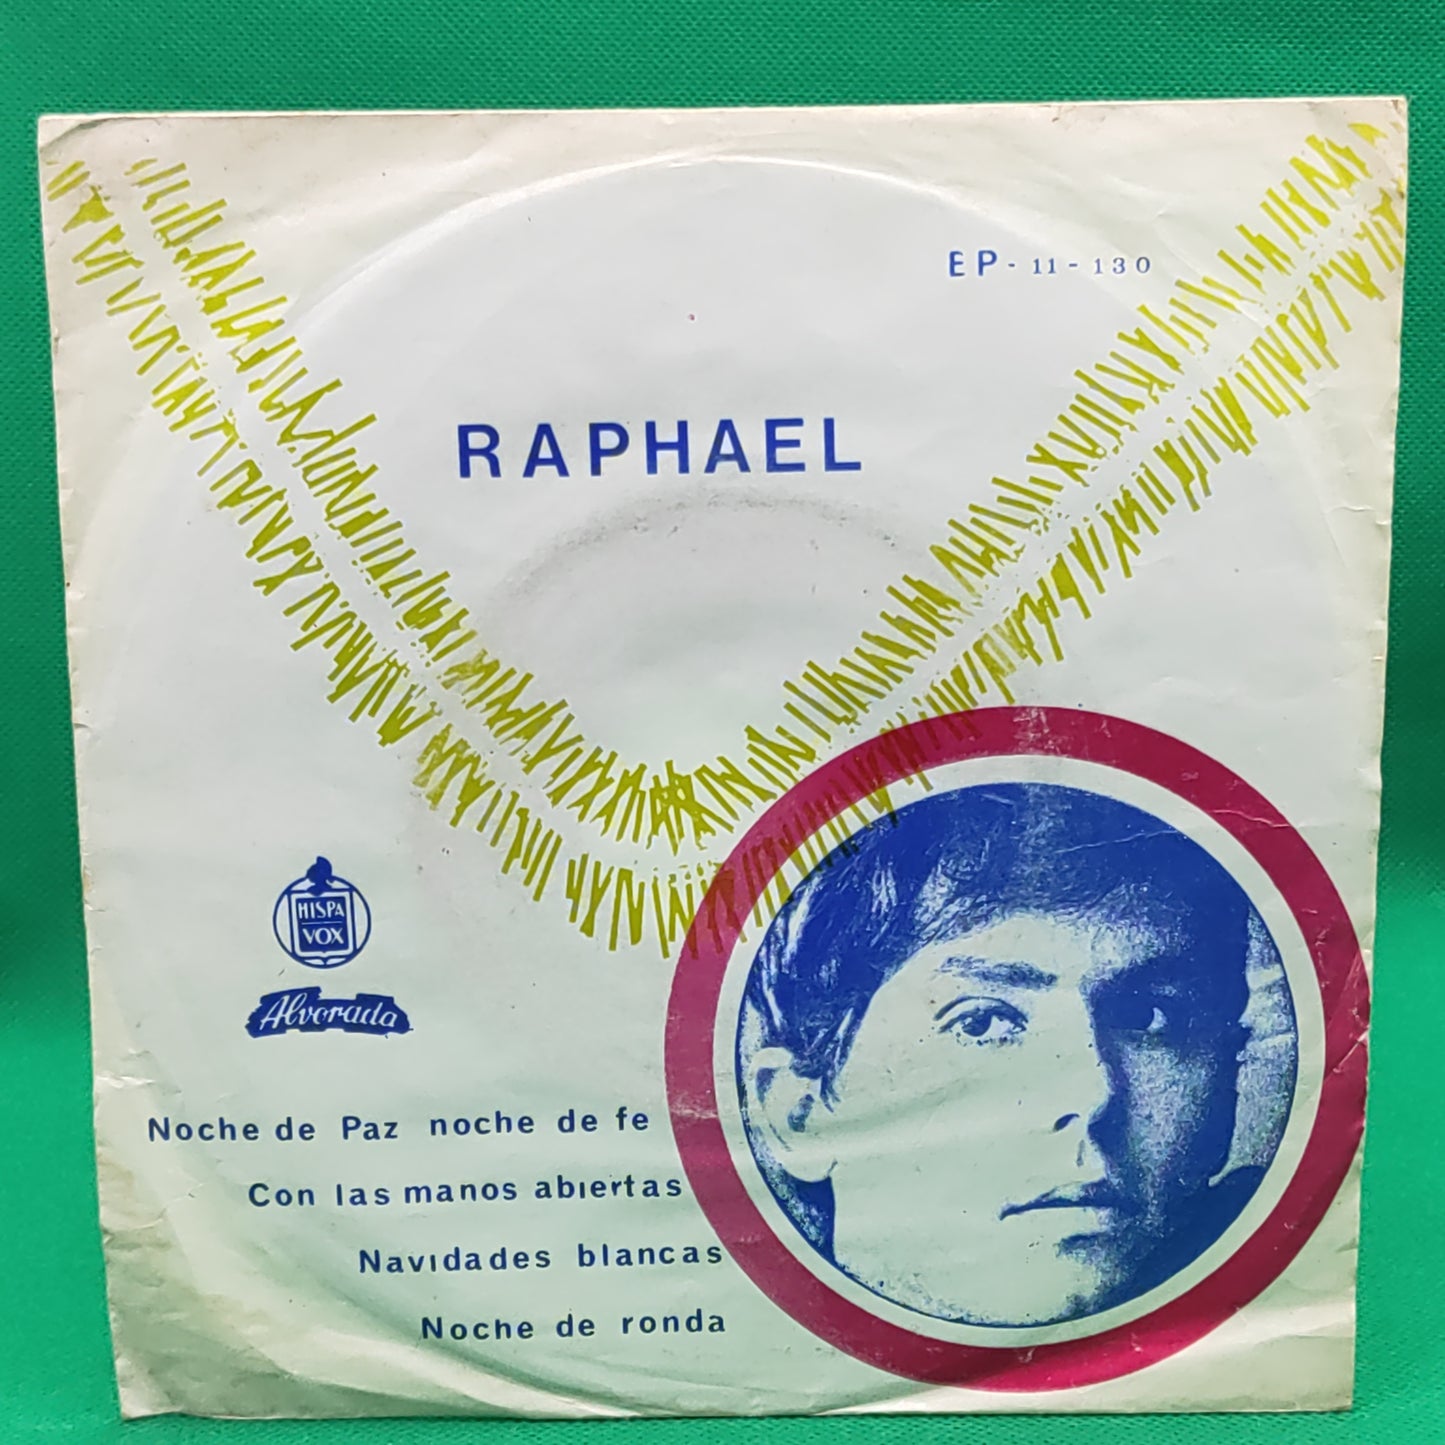 EP - 11 - 130
RAPHAEL
HISPA
VOX
Alvorada
Noche de Paz noche de fe
Con las manos abiertas
Navidades blancas
Noche de ronda